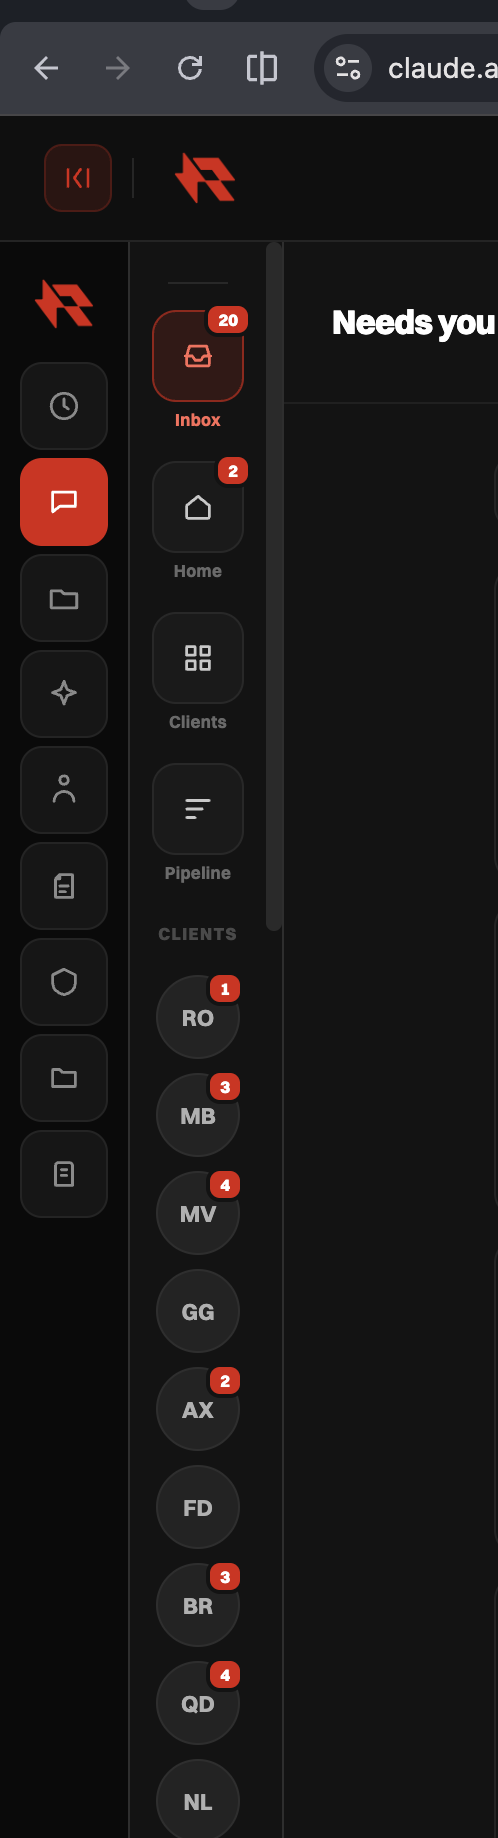 claude.a
Needs you
20
Inbox
2
Home
Clients
Pipeline
CLIENTS
1
RO
3
MB
4
MV
GG
2
AX
FD
3
BR
4
QD
NL